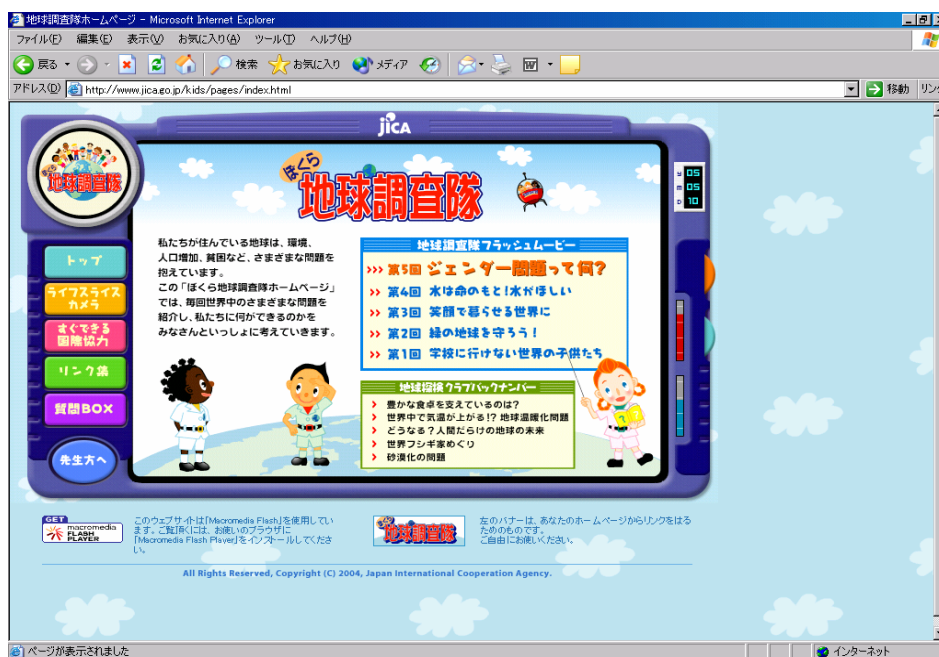 地球調査隊ホームページ - Microsoft Internet Explorer
ファイル(F) 編集(E) 表示(V) お気に入り(A) ツール(T) ヘルプ(H)
戻る 検索 お気に入り メディア
アドレス(D) http://www.jica.go.jp/kids/pages/index.html 移動 リンク
jICA
ぼくら
地球調査隊
ぼくら
地球調査隊
Y 05
M 05
D 10
トップ
ライフスライス
カメラ
すぐできる
国際協力
リンク集
質問BOX
先生方へ
私たちが住んでいる地球は、環境、
人口増加、貧困など、さまざまな問題を
抱えています。
この「ぼくら地球調査隊ホームページ」
では、毎回世界中のさまざまな問題を
紹介し、私たちに何ができるのかを
みなさんといっしょに考えていきます。
地球調査隊フラッシュムービー
>>> 第5回 ジェンダー問題って何?
>> 第4回 水は命のもと!水がほしい
>> 第3回 笑顔で暮らせる世界に
>> 第2回 緑の地球を守ろう!
>> 第1回 学校に行けない世界の子供たち
地球探検クラブバックナンバー
> 豊かな食卓を支えているのは?
> 世界中で気温が上がる!? 地球温暖化問題
> どうなる?人間だらけの地球の未来
> 世界フシギ家めぐり
> 砂漠化の問題
GET
macromedia
FLASH
PLAYER
このウェブサイトは「Macromedia Flash」を使用してい
ます。ご覧頂くには、お使いのブラウザに
「Macromedia Flash Player」をインストールしてくださ
い。
地球調査隊
左のバナーは、あなたのホームページからリンクをはる
ためのものです。
ご自由にお使いください。
All Rights Reserved, Copyright (C) 2004, Japan International Cooperation Agency.
ページが表示されました インターネット